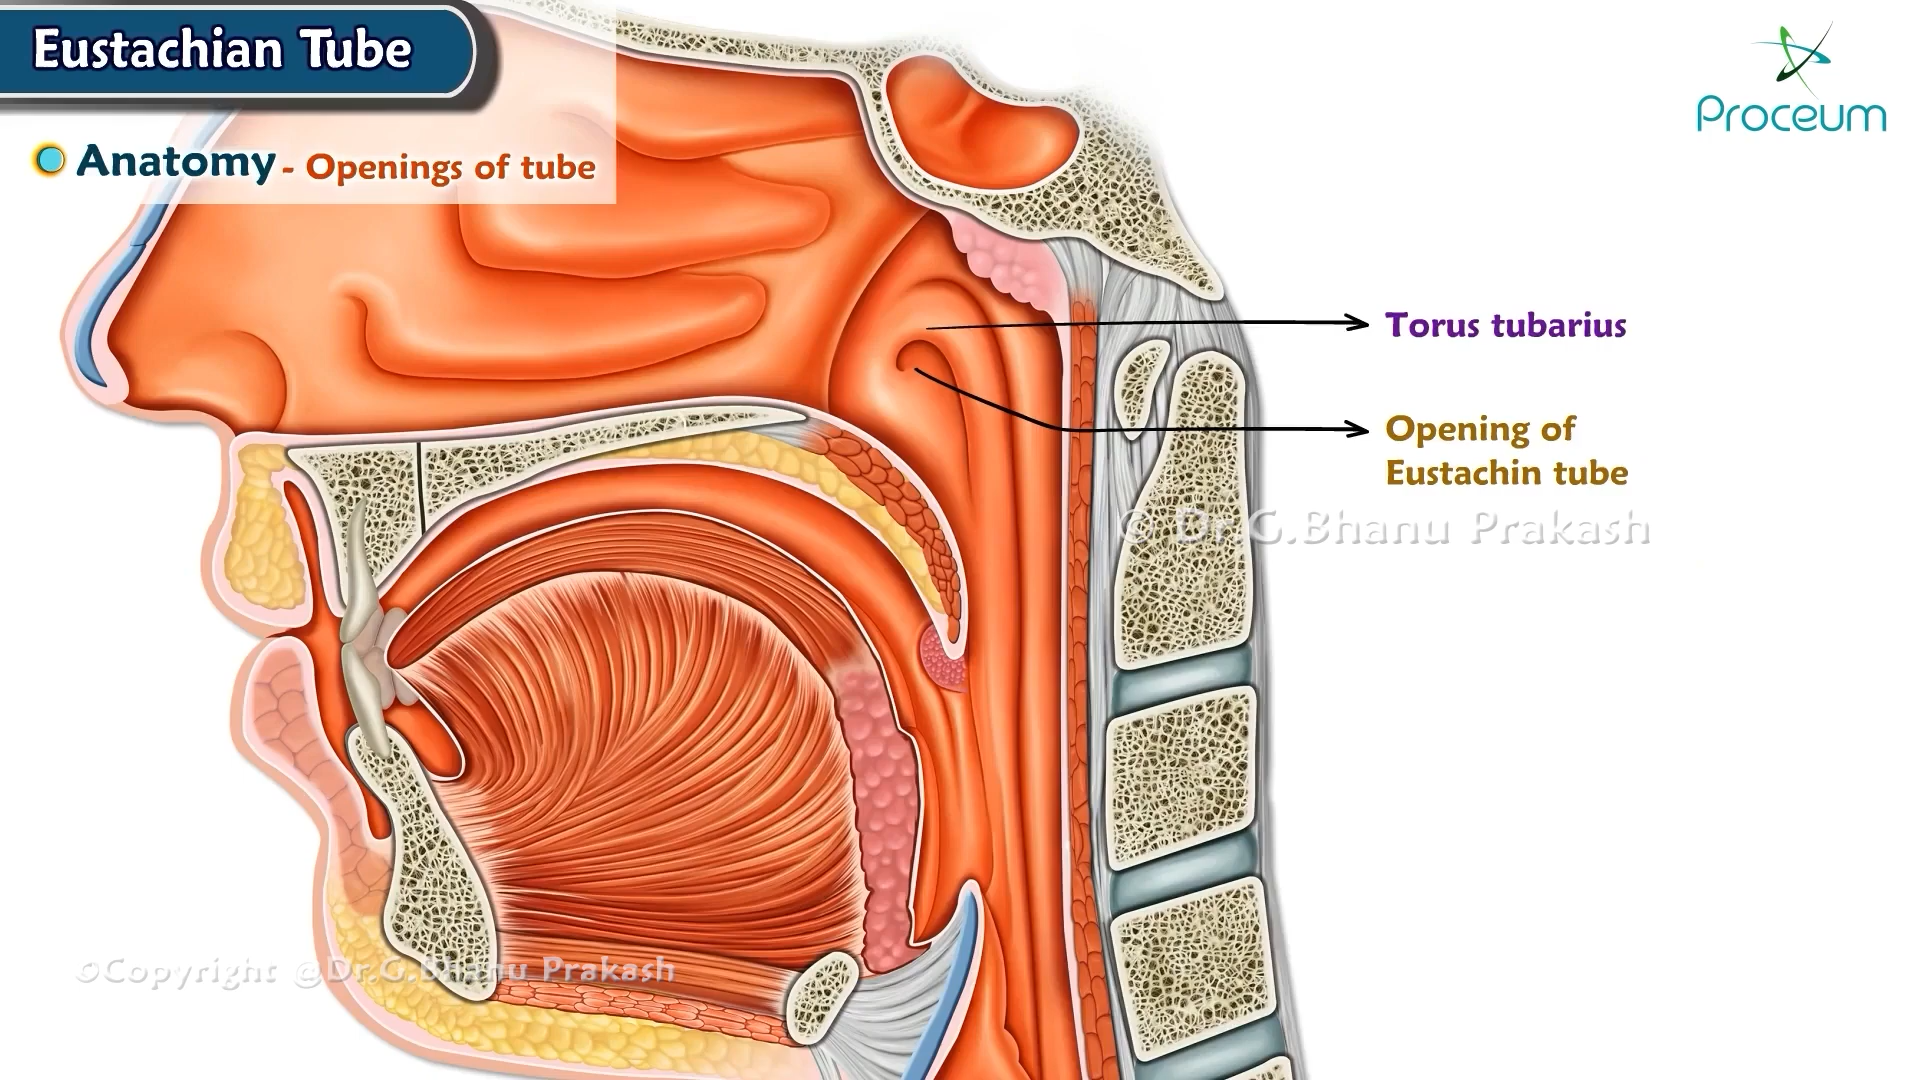 Eustachian Tube
Proceum
Anatomy - Openings of tube
Torus tubarius
Opening of
Eustachin tube
© Dr.G.Bhanu Prakash
©Copyright @Dr.G.Bhanu Prakash